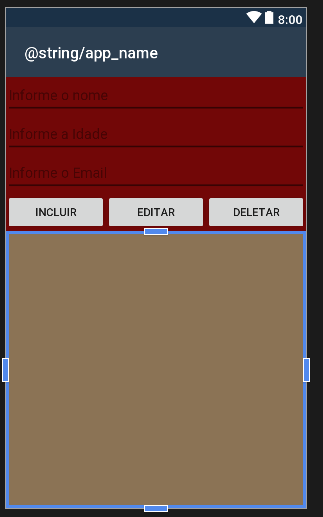 8:00
@string/app_name
Informe o nome
Informe a Idade
Informe o Email
INCLUIR EDITAR DELETAR